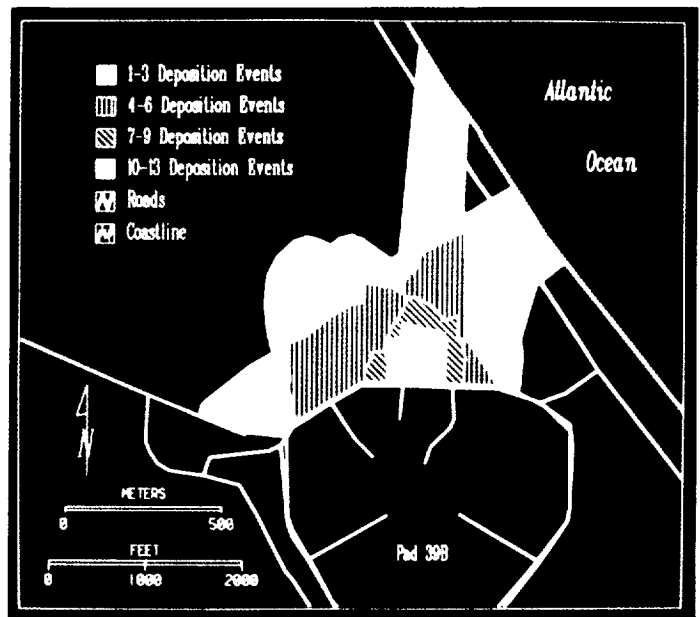 1-3 Deposition Events
4-6 Deposition Events
7-9 Deposition Events
10-13 Deposition Events
Roads
Coastline
Atlantic
Ocean
N
METERS
0 500
FEET
0 1000 2000
Pad 39B